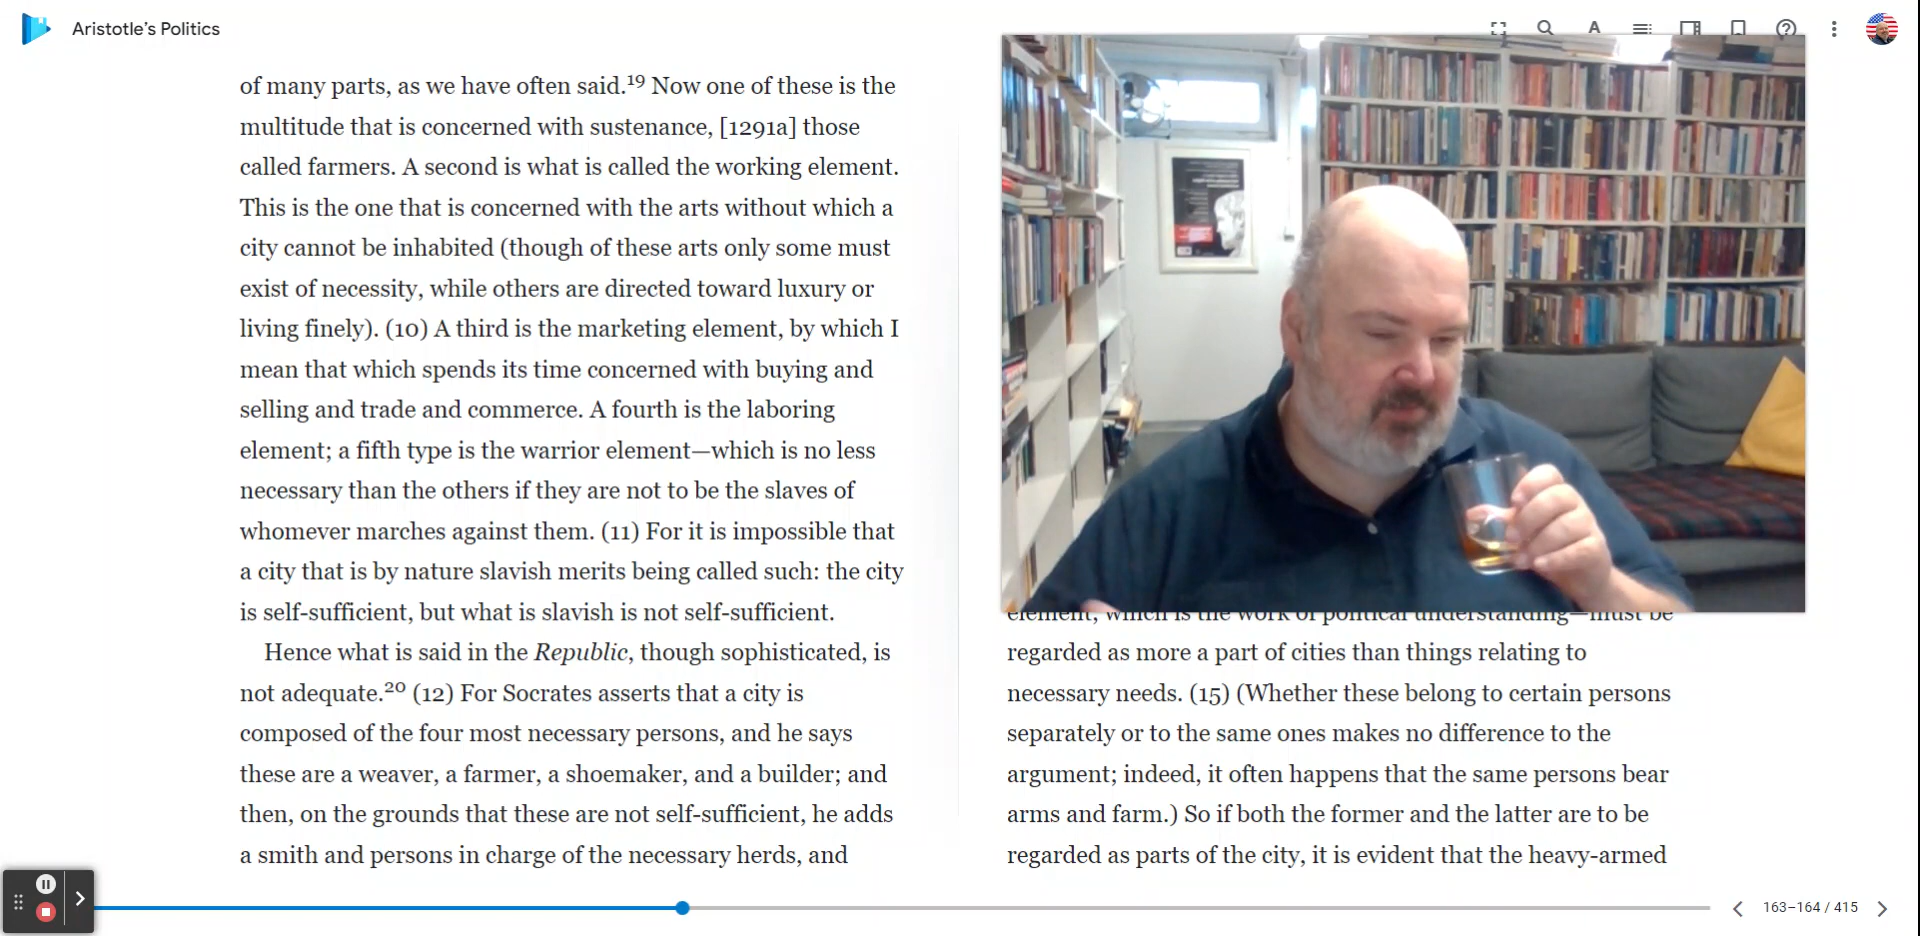 Aristotle's Politics
of many parts, as we have often said.19 Now one of these is the
multitude that is concerned with sustenance, [1291a] those
called farmers. A second is what is called the working element.
This is the one that is concerned with the arts without which a
city cannot be inhabited (though of these arts only some must
exist of necessity, while others are directed toward luxury or
living finely). (10) A third is the marketing element, by which I
mean that which spends its time concerned with buying and
selling and trade and commerce. A fourth is the laboring
element; a fifth type is the warrior element—which is no less
necessary than the others if they are not to be the slaves of
whomever marches against them. (11) For it is impossible that
a city that is by nature slavish merits being called such: the city
is self-sufficient, but what is slavish is not self-sufficient.
Hence what is said in the Republic, though sophisticated, is
not adequate.20 (12) For Socrates asserts that a city is
composed of the four most necessary persons, and he says
these are a weaver, a farmer, a shoemaker, and a builder; and
then, on the grounds that these are not self-sufficient, he adds
a smith and persons in charge of the necessary herds, and
element, which is the work of political understanding—must be
regarded as more a part of cities than things relating to
necessary needs. (15) (Whether these belong to certain persons
separately or to the same ones makes no difference to the
argument; indeed, it often happens that the same persons bear
arms and farm.) So if both the former and the latter are to be
regarded as parts of the city, it is evident that the heavy-armed
163–164 / 415